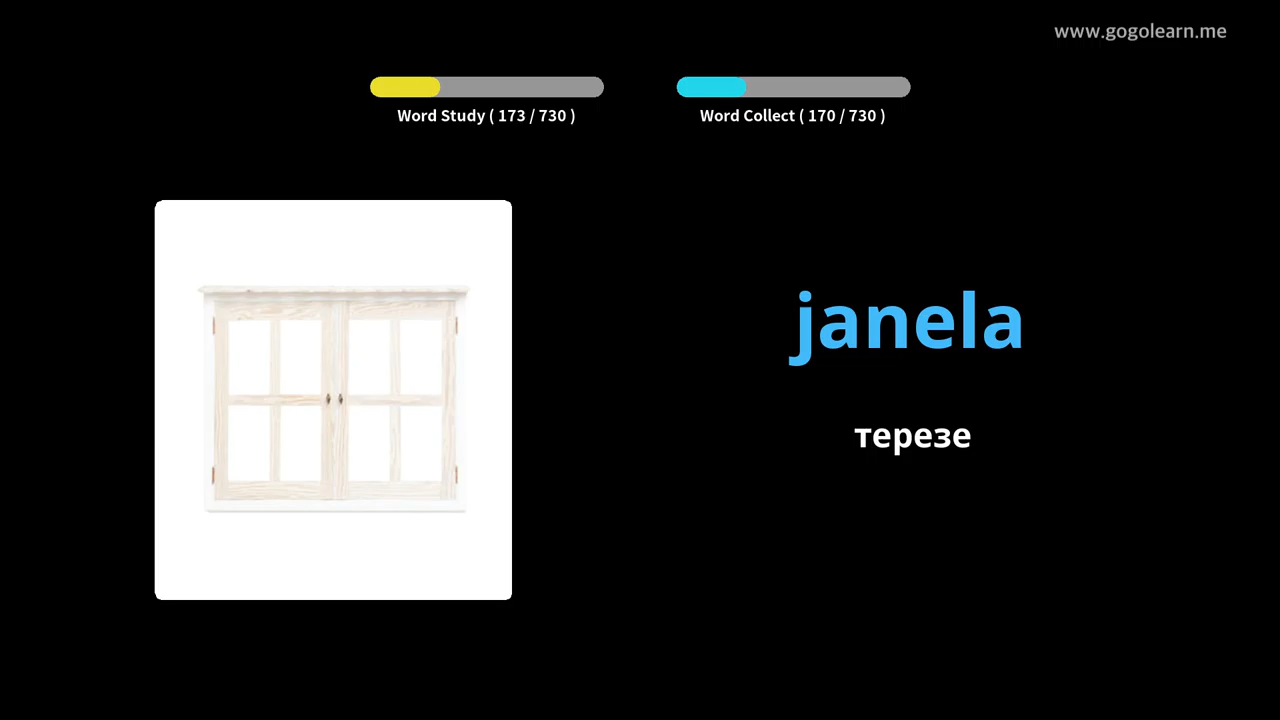 www.gogolearn.me
Word Study ( 173 / 730 )
Word Collect ( 170 / 730 )
janela
терезе